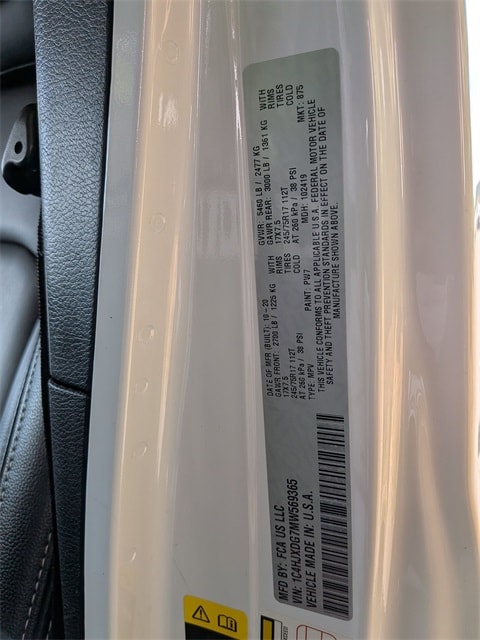 MFD BY: FCA US LLC
DATE OF MFR (BUILT): 10-20
GVWR: 5460 LB / 2477 KG
GAWR FRONT: 2700 LB / 1225 KG WITH
GAWR REAR: 3000 LB / 1361 KG WITH
17X7.5 RIMS
17X7.5 RIMS
245/75R17 112T TIRES
245/75R17 112T TIRES
AT 260 kPa / 38 PSI COLD
AT 260 kPa / 38 PSI COLD
TYPE: MPV
PAINT: PW7
MDH: 102419
MKT: 875
VIN: 1C4HJXDG7MW569365
VEHICLE MADE IN: U.S.A.
THIS VEHICLE CONFORMS TO ALL APPLICABLE U.S.A. FEDERAL MOTOR VEHICLE
SAFETY AND THEFT PREVENTION STANDARDS IN EFFECT ON THE DATE OF
MANUFACTURE SHOWN ABOVE.